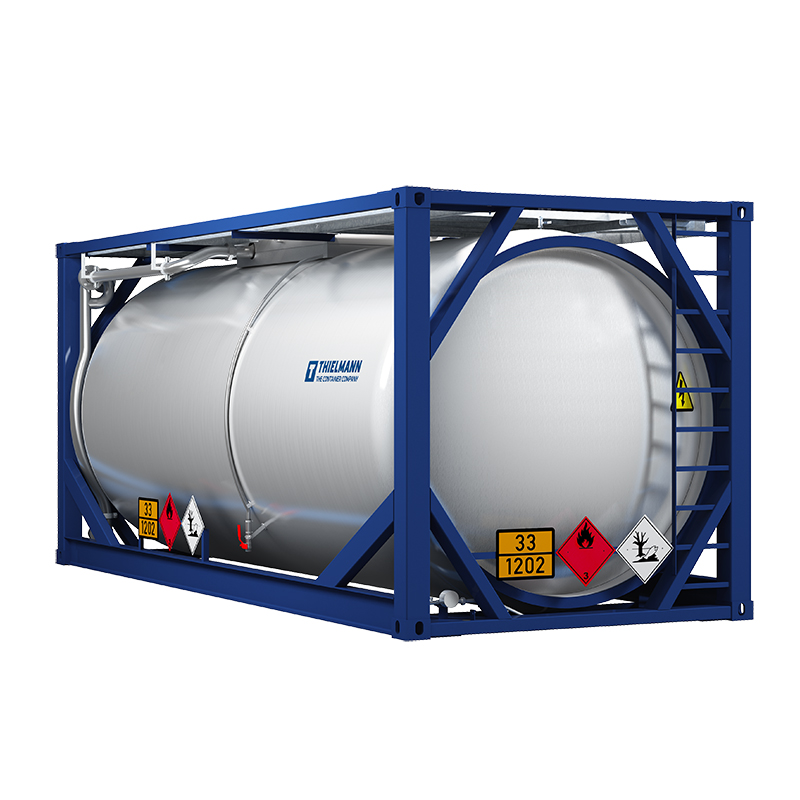 THIELMANN
THE CONTAINER COMPANY
33
1202
33
1202
3